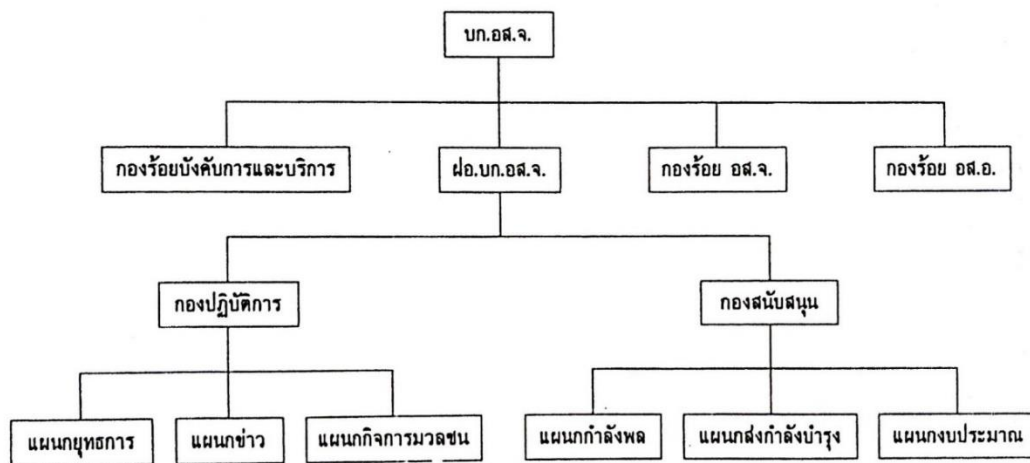 บก.อส.จ.
กองร้อยบังคับการและบริการ
ฝอ.บก.อส.จ.
กองร้อย อส.จ.
กองร้อย อส.อ.
กองปฏิบัติการ
กองสนับสนุน
แผนกยุทธการ
แผนกข่าว
แผนกกิจการมวลชน
แผนกกำลังพล
แผนกส่งกำลังบำรุง
แผนกงบประมาณ